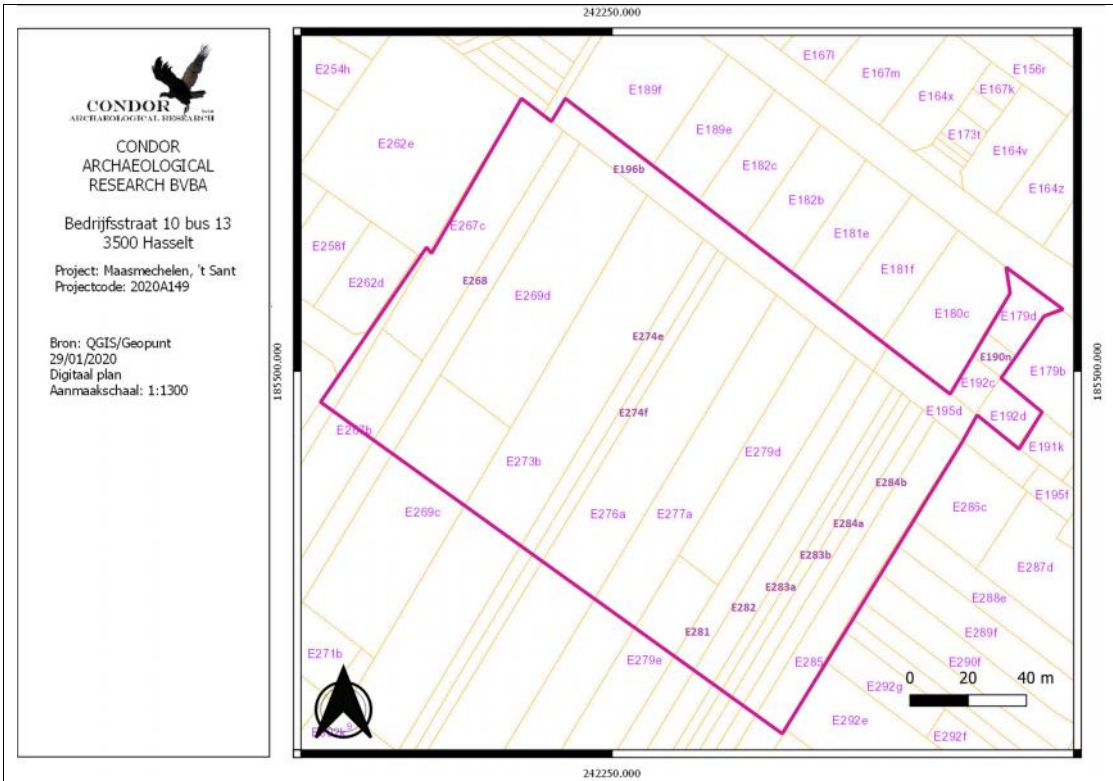 242250.000
CONDOR
bvba
ARCHAEOLOGICAL RESEARCH
CONDOR
ARCHAEOLOGICAL
RESEARCH BVBA
Bedrijfsstraat 10 bus 13
3500 Hasselt
Project: Maasmechelen, 't Sant
Projectcode: 2020A149
Bron: QGIS/Geopunt
29/01/2020
Digitaal plan
Aanmaakschaal: 1:1300
E167l
E254h
E156r
E167m
E189f
E167k
E164x
E189e
E173t
E262e
E164v
E182c
E196b
E164z
E182b
E267c
E181e
E258f
E181f
E268
E262d
E269d
E180c
E179d
E274e
E190n
185500.000
185500.000
E179b
E192c
E195d
E274f
E192d
E267b
E191k
E279d
E273b
E284b
E195f
E286c
E269c
E276a
E277a
E284a
E283b
E287d
E283a
E288e
E282
E281
E289f
E271b
E279e
E285
E290f
0 20 40 m
E292g
E292e
E292f
242250.000